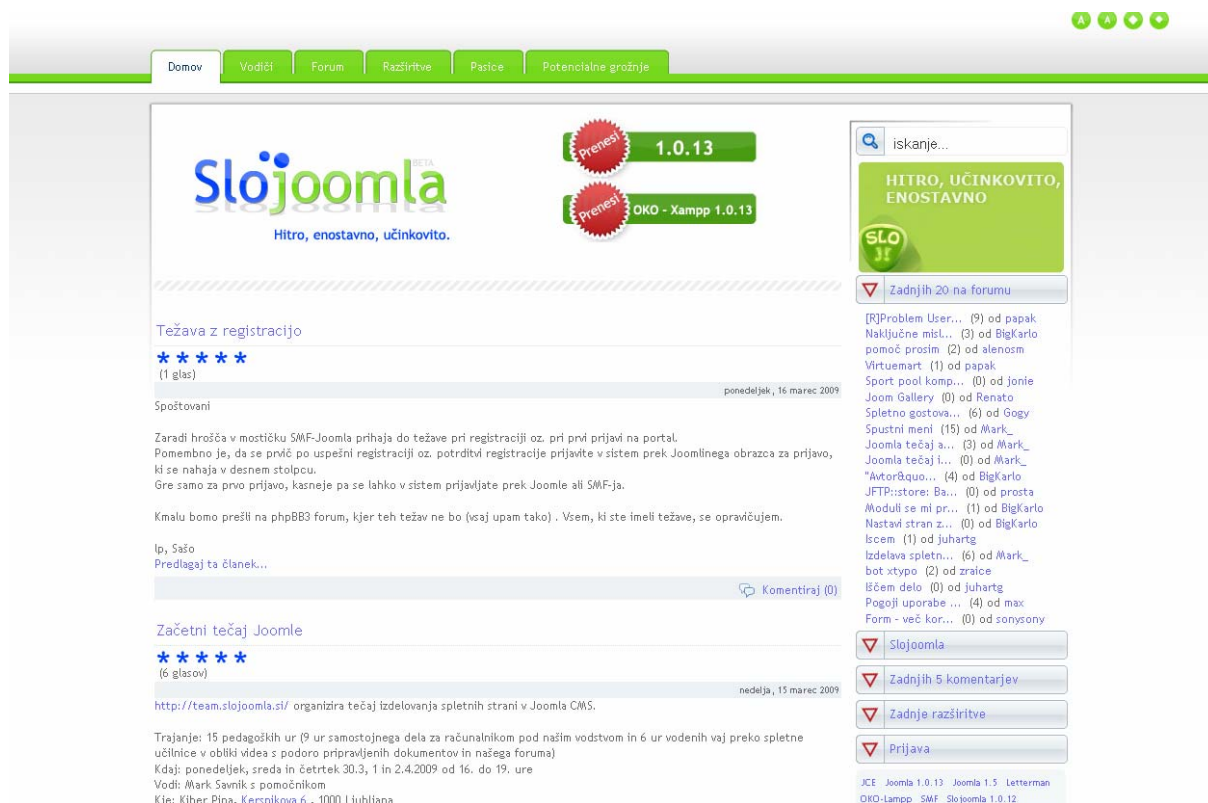 Domov Vodiči Forum Razširitve Pasice Potencialne grožnje
Slojoomla
BETA
Hitro, enostavno, učinkovito.
Prenesi 1.0.13
Prenesi OKO - Xampp 1.0.13
Težava z registracijo
* * * * *
(1 glas)
ponedeljek, 16 marec 2009
Spoštovani
Zaradi hrošča v mostičku SMF-Joomla prihaja do težave pri registraciji oz. pri prvi prijavi na portal.
Pomembno je, da se prvič po uspešni registraciji oz. potrditvi registracije prijavite v sistem prek Joomlinega obrazca za prijavo,
ki se nahaja v desnem stolpcu.
Gre samo za prvo prijavo, kasneje pa se lahko v sistem prijavljate prek Joomle ali SMF-ja.
Kmalu bomo prešli na phpBB3 forum, kjer teh težav ne bo (vsaj upam tako) . Vsem, ki ste imeli težave, se opravičujem.
lp, Sašo
Predlagaj ta članek...
Komentiraj (0)
Začetni tečaj Joomle
* * * * *
(6 glasov)
nedelja, 15 marec 2009
http://team.slojoomla.si/ organizira tečaj izdelovanja spletnih strani v Joomla CMS.
Trajanje: 15 pedagoških ur (9 ur samostojnega dela za računalnikom pod našim vodstvom in 6 ur vodenih vaj preko spletne
učilnice v obliki videa s podoro pripravljenih dokumentov in našega foruma)
Kdaj: ponedeljek, sreda in četrtek 30.3, 1 in 2.4.2009 od 16. do 19. ure
Vodi: Mark Savnik s pomočnikom
Kje: Kiber Pipa, Kersnikova 6 , 1000 Ljubljana
iskanje...
HITRO, UČINKOVITO,
ENOSTAVNO
SLO
J!
Zadnjih 20 na forumu
[R]Problem User... (9) od papak
Naključne misl... (3) od BigKarlo
pomoč prosim (2) od alenosm
Virtuemart (1) od papak
Sport pool komp... (0) od jonie
Joom Gallery (0) od Renato
Spletno gostova... (6) od Gogy
Spustni meni (15) od Mark_
Joomla tečaj a... (3) od Mark_
Joomla tečaj i... (0) od Mark_
"Avtor&quo... (4) od BigKarlo
JFTP::store: Ba... (0) od prosta
Moduli se mi pr... (1) od BigKarlo
Nastavi stran z... (0) od BigKarlo
Iscem (1) od juhartg
Izdelava spletn... (6) od Mark_
bot xtypo (2) od zraice
Iščem delo (0) od juhartg
Pogoji uporabe ... (4) od max
Form - več kor... (0) od sonysony
Slojoomla
Zadnjih 5 komentarjev
Zadnje razširitve
Prijava
JCE Joomla 1.0.13 Joomla 1.5 Letterman
OKO-Lampp SMF Slojoomla 1.0.12